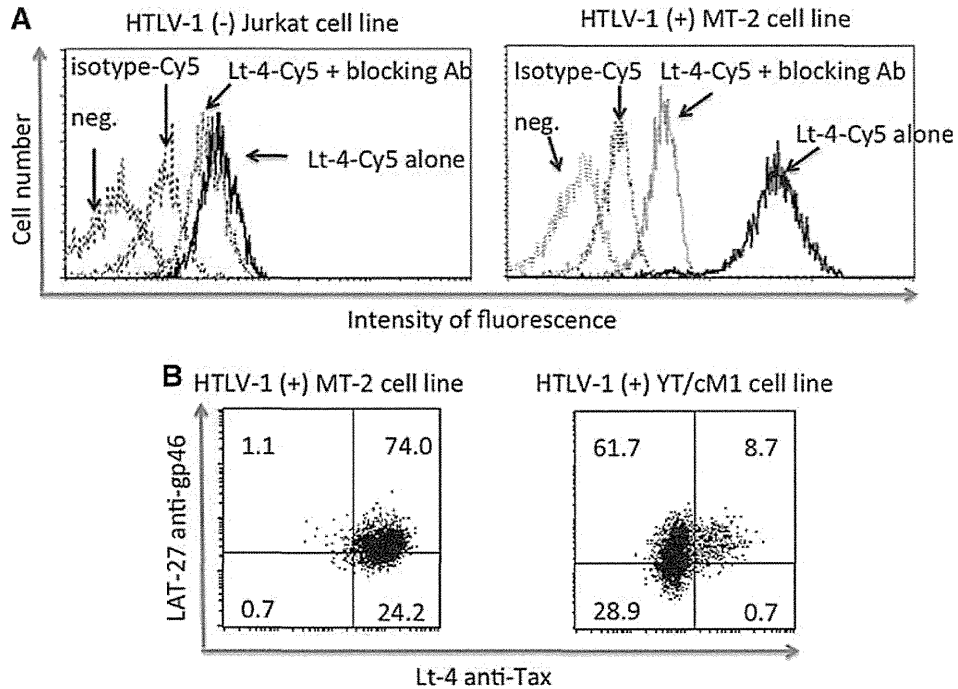 A
HTLV-1 (-) Jurkat cell line
HTLV-1 (+) MT-2 cell line
isotype-Cy5
Lt-4-Cy5 + blocking Ab
neg.
Lt-4-Cy5 alone
Isotype-Cy5
Lt-4-Cy5 + blocking Ab
neg.
Lt-4-Cy5 alone
Cell number
Intensity of fluorescence
B
HTLV-1 (+) MT-2 cell line
HTLV-1 (+) YT/cM1 cell line
1.1
74.0
0.7
24.2
61.7
8.7
28.9
0.7
LAT-27 anti-gp46
Lt-4 anti-Tax